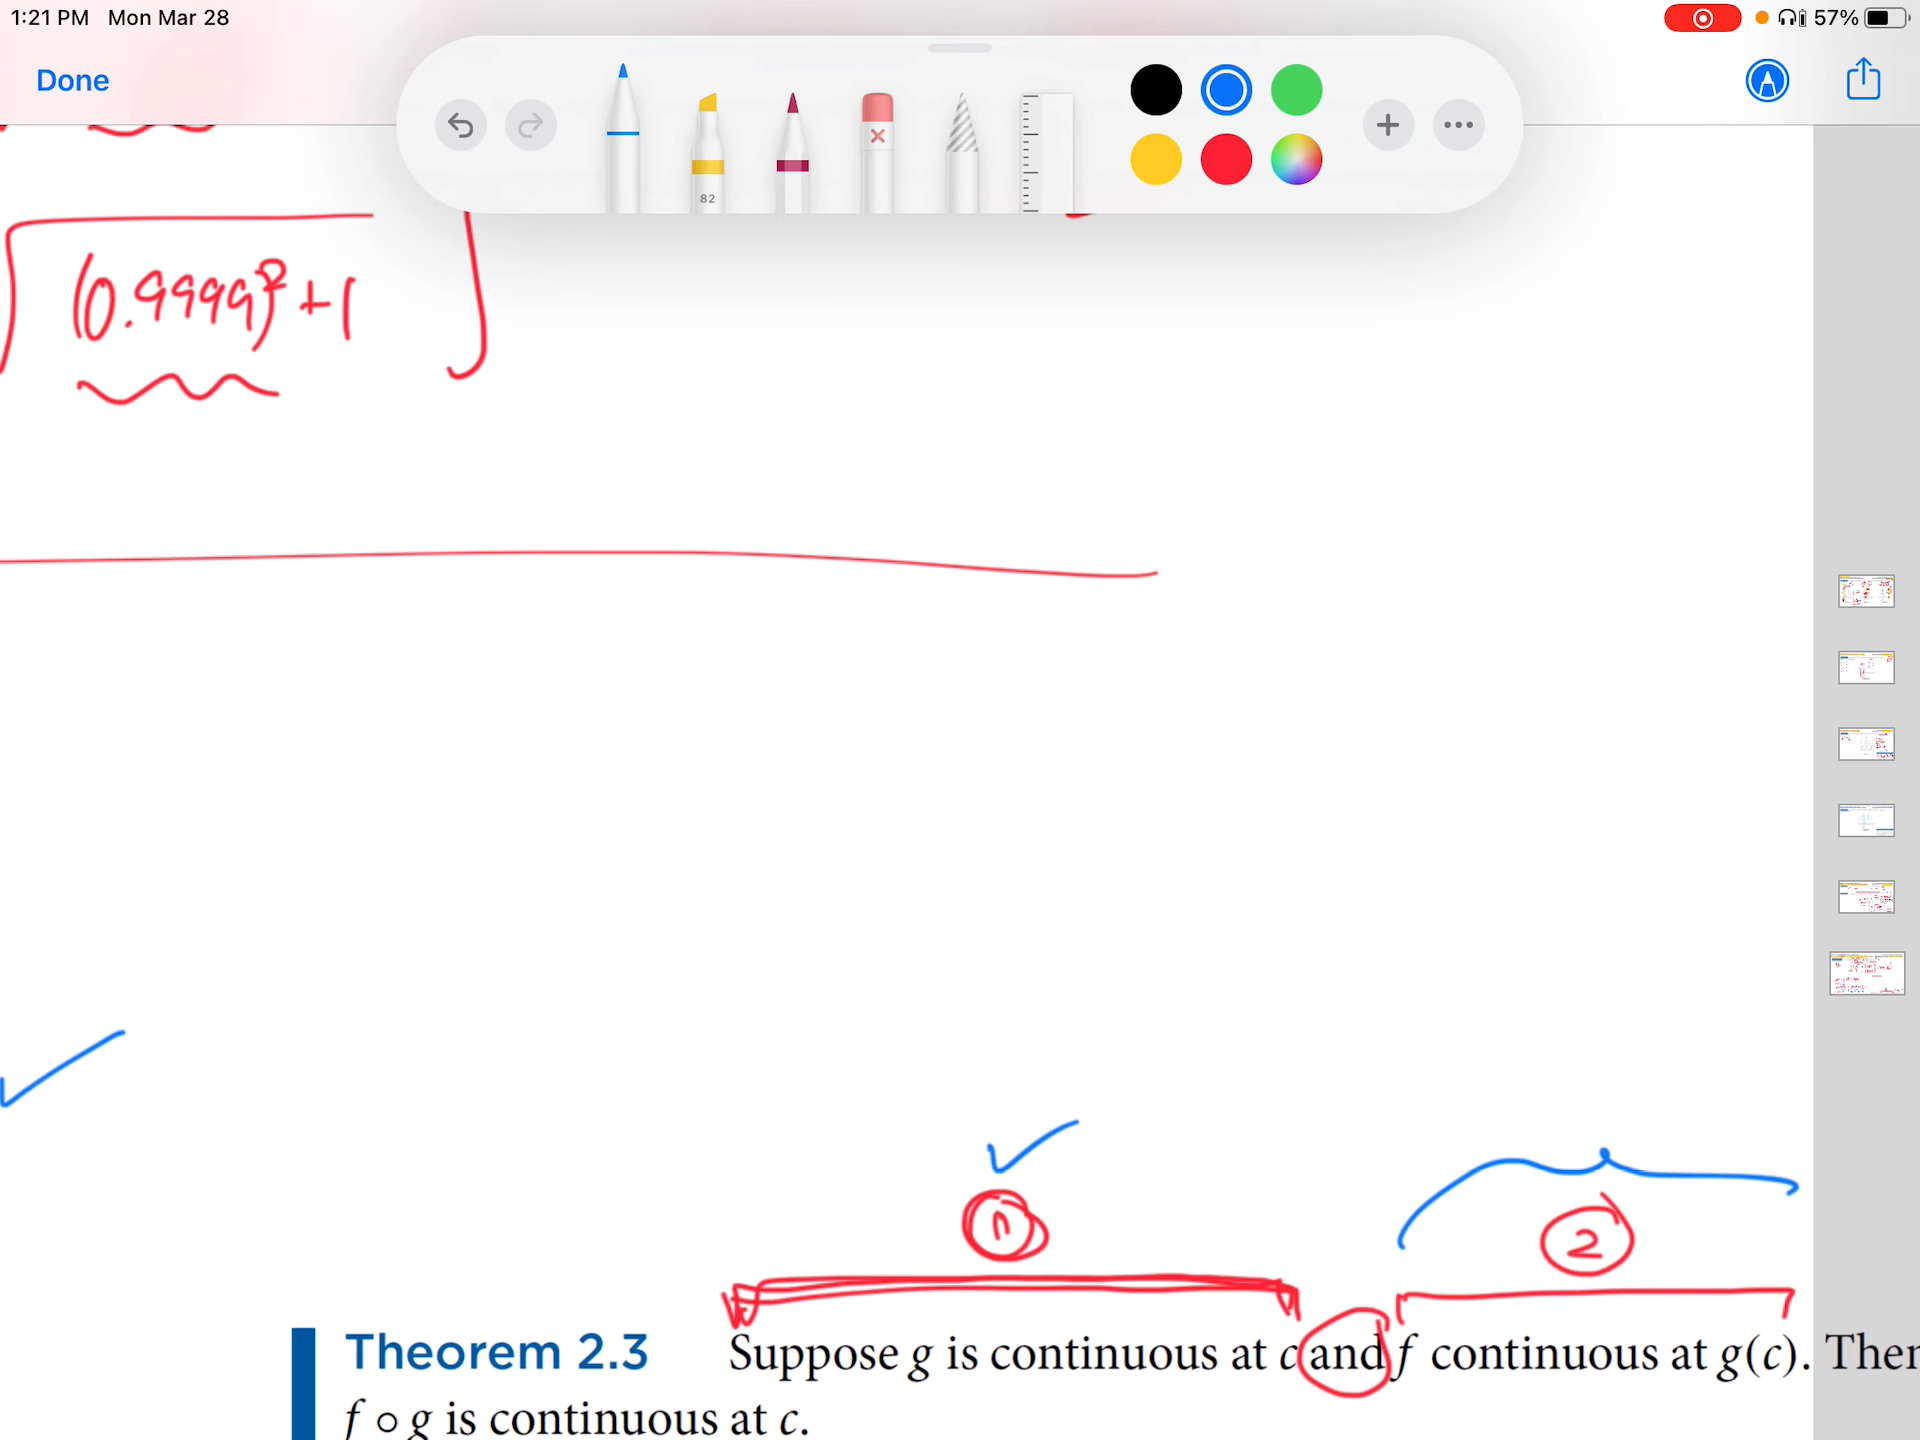 1:21 PM Mon Mar 28
57%
Done
82
(0.9999)² + 1
1
2
Theorem 2.3 Suppose g is continuous at c and f continuous at g(c). Then
f ∘ g is continuous at c.